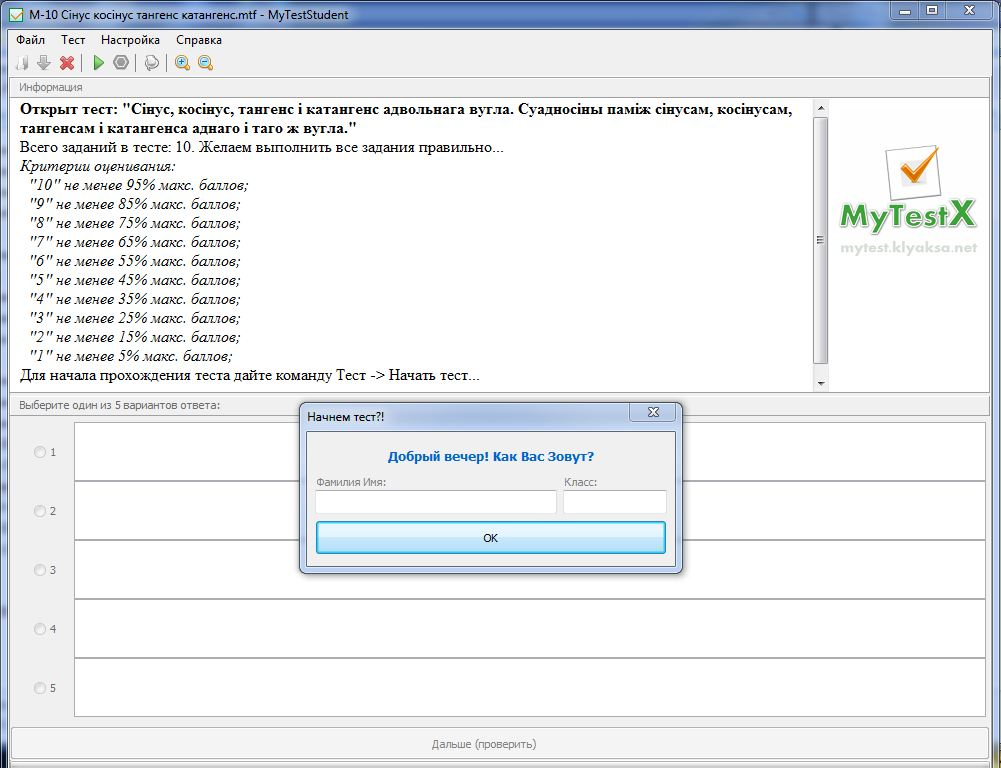 М-10 Сінус косінус тангенс катангенс.mtf - MyTestStudent
Файл Тест Настройка Справка
Информация
Открыт тест: "Сінус, косінус, тангенс і катангенс адвольнага вугла. Суадносіны паміж сінусам, косінусам,
тангенсам і катангенса аднаго і таго ж вугла."
Всего заданий в тесте: 10. Желаем выполнить все задания правильно...
Критерии оценивания:
"10" не менее 95% макс. баллов;
"9" не менее 85% макс. баллов;
"8" не менее 75% макс. баллов;
"7" не менее 65% макс. баллов;
"6" не менее 55% макс. баллов;
"5" не менее 45% макс. баллов;
"4" не менее 35% макс. баллов;
"3" не менее 25% макс. баллов;
"2" не менее 15% макс. баллов;
"1" не менее 5% макс. баллов;
Для начала прохождения теста дайте команду Тест -> Начать тест...
MyTestX
mytest.klyaksa.net
Выберите один из 5 вариантов ответа:
Начнем тест?!
Добрый вечер! Как Вас Зовут?
Фамилия Имя: Класс:
OK
1
2
3
4
5
Дальше (проверить)